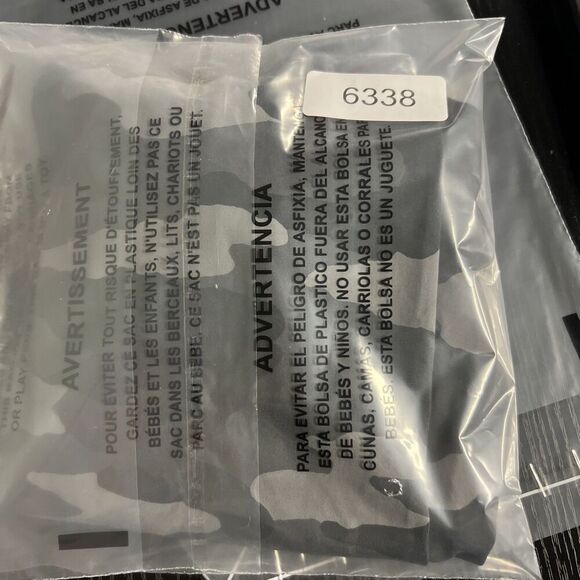 6338
AVERTISSEMENT
POUR ÉVITER TOUT RISQUE D'ÉTOUFFEMENT,
GARDEZ CE SAC EN PLASTIQUE LOIN DES
BÉBÉS ET LES ENFANTS, N'UTILISEZ PAS CE
SAC DANS LES BERCEAUX, LITS, CHARIOTS OU
PARC AU BÉBÉ. CE SAC N'EST PAS UN JOUET.
ADVERTENCIA
PARA EVITAR EL PELIGRO DE ASFIXIA,
ESTA BOLSA DE PLASTICO FUERA DEL
DE BEBÉS Y NIÑOS. NO USAR ESTA BOLSA EN
CUNAS, CAMAS, CARRIOLAS O CORRALES
BEBÉS. ESTA BOLSA NO ES UN JUGUETE.
OR PLAY
ADVERTENCIA